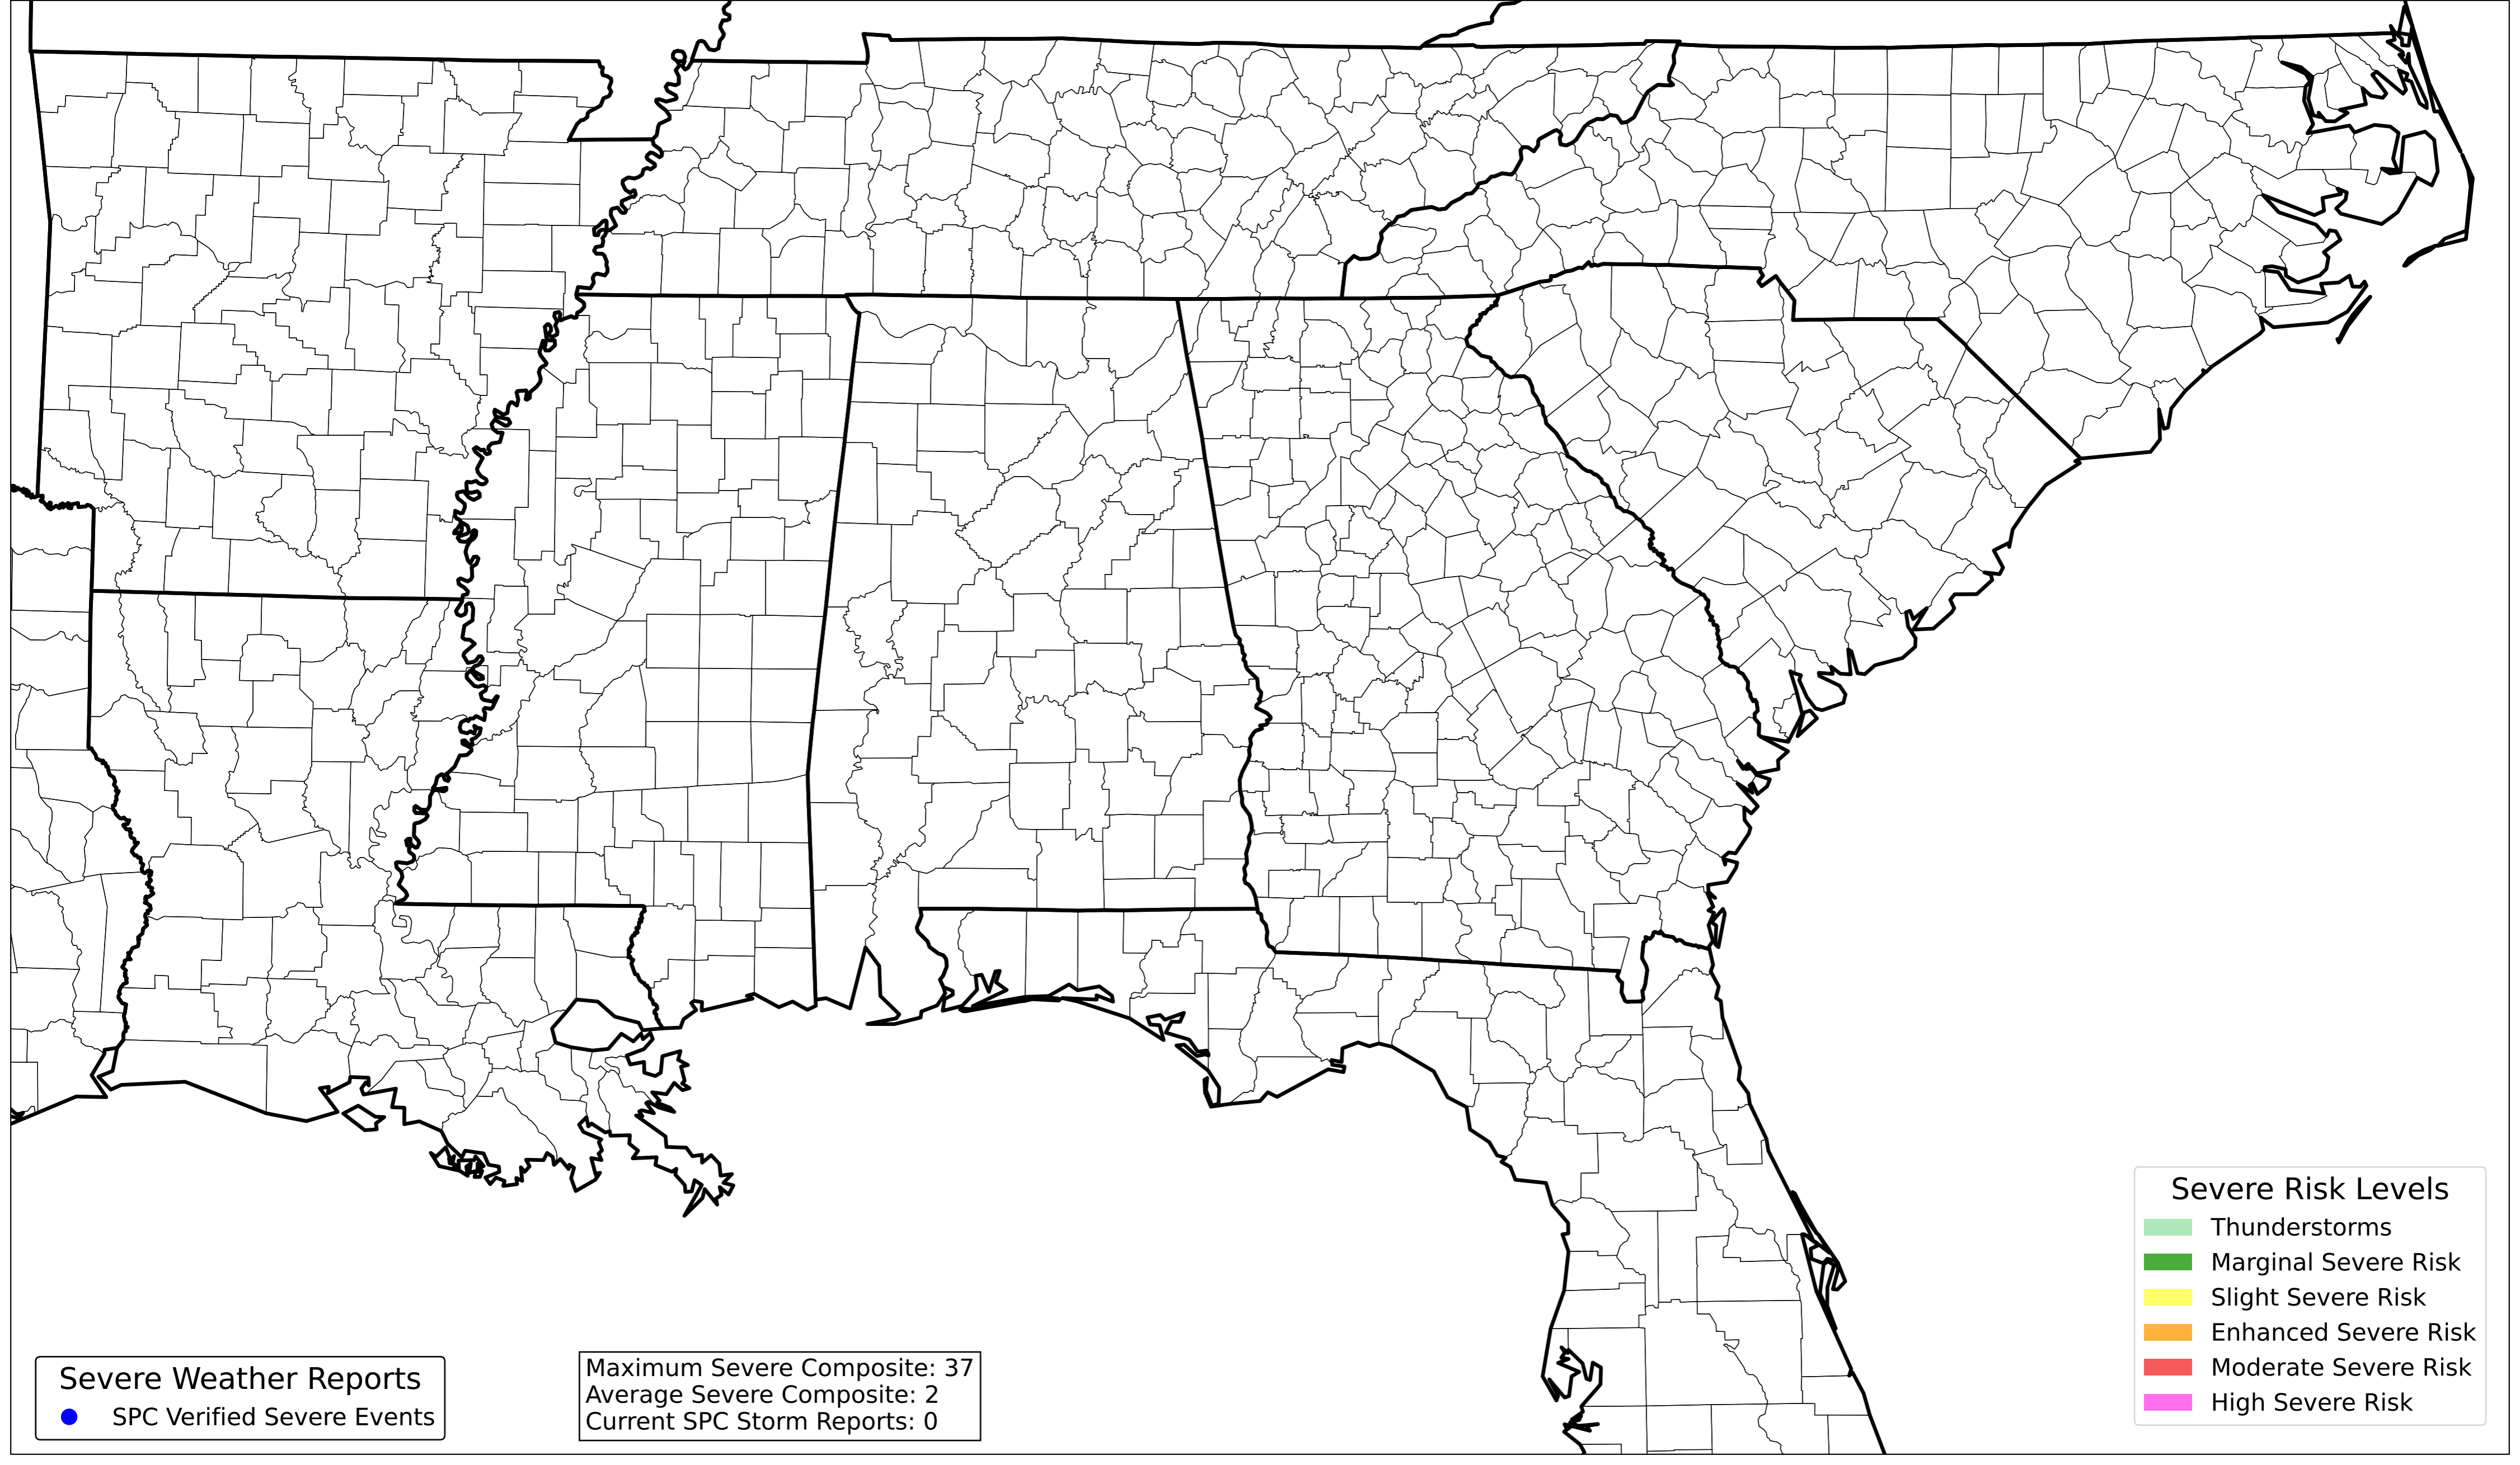 Severe Risk Levels
Thunderstorms
Marginal Severe Risk
Slight Severe Risk
Enhanced Severe Risk
Moderate Severe Risk
High Severe Risk
Severe Weather Reports
SPC Verified Severe Events
Maximum Severe Composite: 37
Average Severe Composite: 2
Current SPC Storm Reports: 0